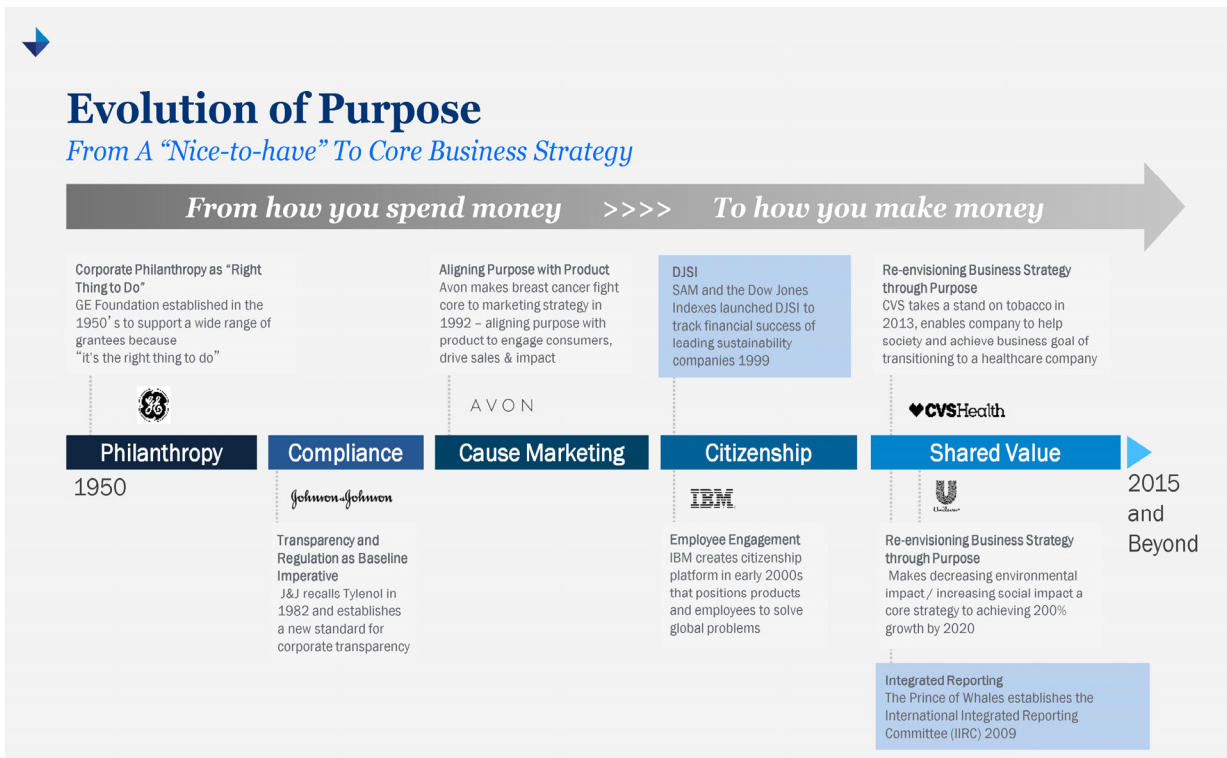 Evolution of Purpose
From A “Nice-to-have” To Core Business Strategy
From how you spend money >>>> To how you make money
Corporate Philanthropy as “Right
Thing to Do”
GE Foundation established in the
1950’s to support a wide range of
grantees because
“it’s the right thing to do”
GE
Aligning Purpose with Product
Avon makes breast cancer fight
core to marketing strategy in
1992 – aligning purpose with
product to engage consumers,
drive sales & impact
AVON
DJSI
SAM and the Dow Jones
Indexes launched DJSI to
track financial success of
leading sustainability
companies 1999
Re-envisioning Business Strategy
through Purpose
CVS takes a stand on tobacco in
2013, enables company to help
society and achieve business goal of
transitioning to a healthcare company
CVSHealth
Philanthropy
Compliance
Cause Marketing
Citizenship
Shared Value
1950
2015
and
Beyond
Johnson&Johnson
Transparency and
Regulation as Baseline
Imperative
J&J recalls Tylenol in
1982 and establishes
a new standard for
corporate transparency
IBM
Employee Engagement
IBM creates citizenship
platform in early 2000s
that positions products
and employees to solve
global problems
Unilever
Re-envisioning Business Strategy
through Purpose
Makes decreasing environmental
impact / increasing social impact a
core strategy to achieving 200%
growth by 2020
Integrated Reporting
The Prince of Whales establishes the
International Integrated Reporting
Committee (IIRC) 2009